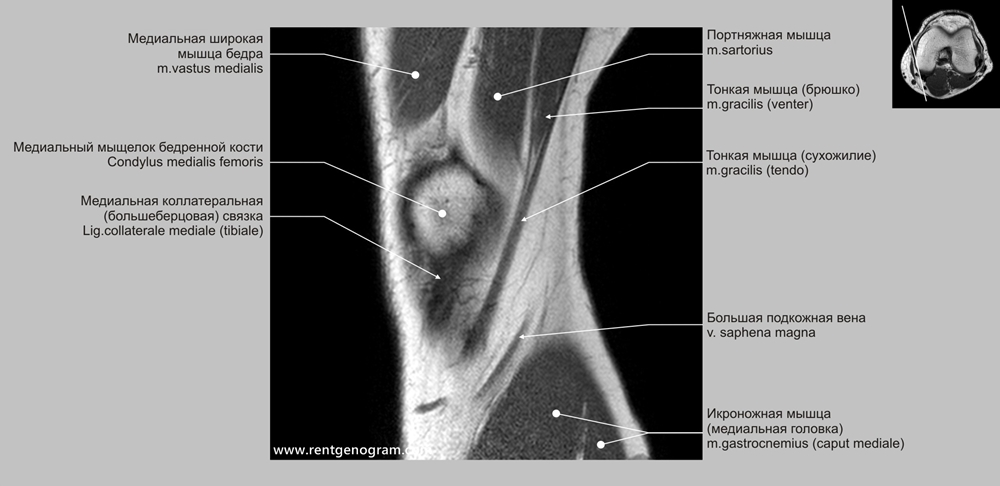 Медиальная широкая
мышца бедра
m.vastus medialis
Медиальный мыщелок бедренной кости
Condylus medialis femoris
Медиальная коллатеральная
(большеберцовая) связка
Lig.collaterale mediale (tibiale)
Портняжная мышца
m.sartorius
Тонкая мышца (брюшко)
m.gracilis (venter)
Тонкая мышца (сухожилие)
m.gracilis (tendo)
Большая подкожная вена
v. saphena magna
Икроножная мышца
(медиальная головка)
m.gastrocnemius (caput mediale)